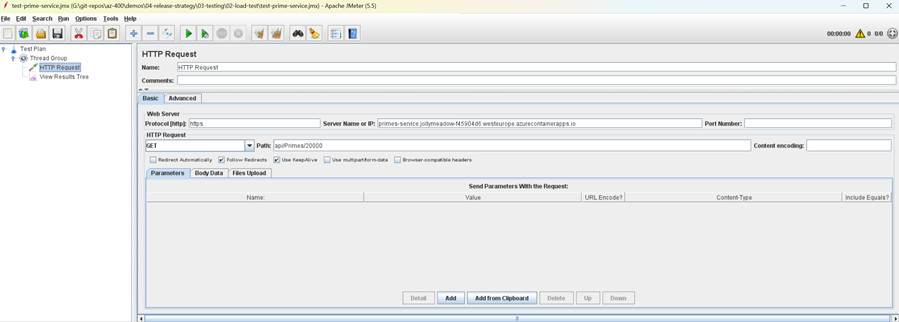 test-prime-service.jmx (G:\git-repos\az-400\demos\04-release-strategy\03-testing\02-load-test\test-prime-service.jmx) - Apache JMeter (5.5)
File Edit Search Run Options Tools Help
00:00:00 0 0/0
Test Plan
Thread Group
HTTP Request
View Results Tree
HTTP Request
Name: HTTP Request
Comments:
Basic Advanced
Web Server
Protocol [http]: https Server Name or IP: primes-service.jollymeadow-f45904d6.westeurope.azurecontainerapps.io Port Number:
HTTP Request
GET Path: api/Primes/20000 Content encoding:
Redirect Automatically Follow Redirects Use KeepAlive Use multipart/form-data Browser-compatible headers
Parameters Body Data Files Upload
Send Parameters With the Request:
Name: Value URL Encode? Content-Type Include Equals?
Detail Add Add from Clipboard Delete Up Down